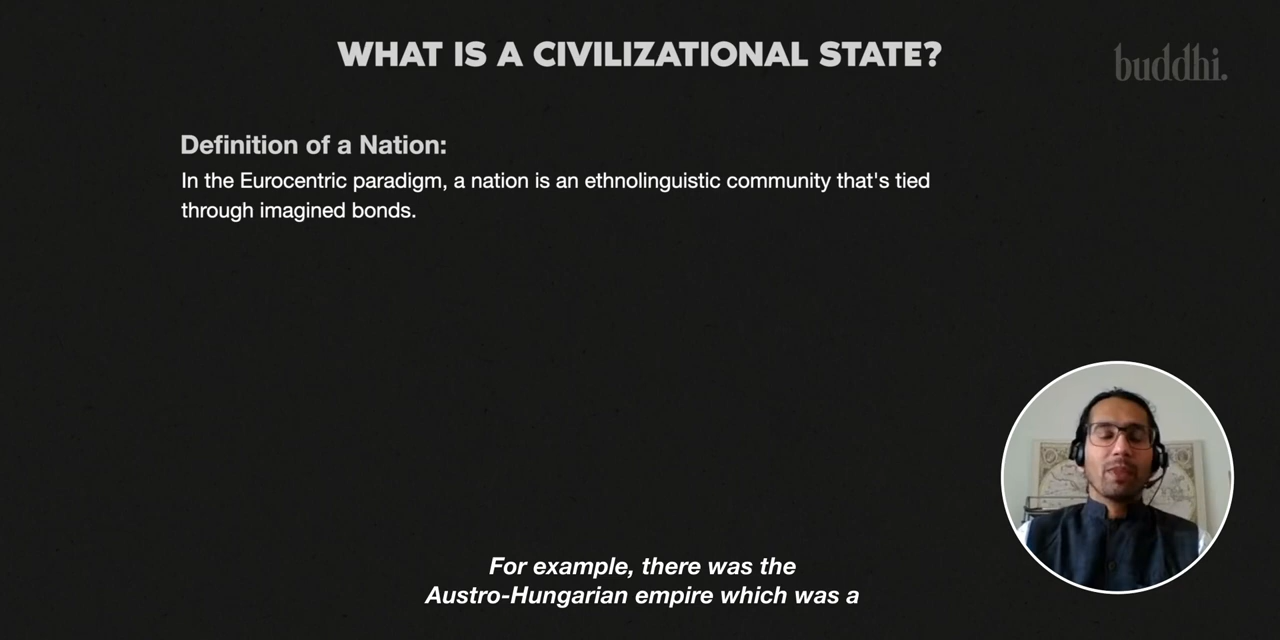 WHAT IS A CIVILIZATIONAL STATE?
buddhi.
Definition of a Nation:
In the Eurocentric paradigm, a nation is an ethnolinguistic community that's tied
through imagined bonds.
For example, there was the
Austro-Hungarian empire which was a